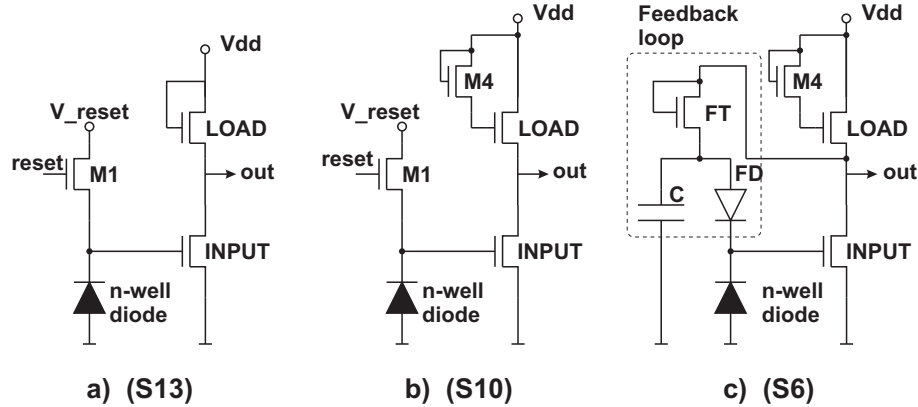 Vdd
V_reset
LOAD
reset
M1
out
INPUT
n-well
diode
a) (S13)
Vdd
M4
V_reset
LOAD
reset
M1
out
INPUT
n-well
diode
b) (S10)
Feedback
loop
Vdd
M4
FT
LOAD
FD
out
C
INPUT
n-well
diode
c) (S6)